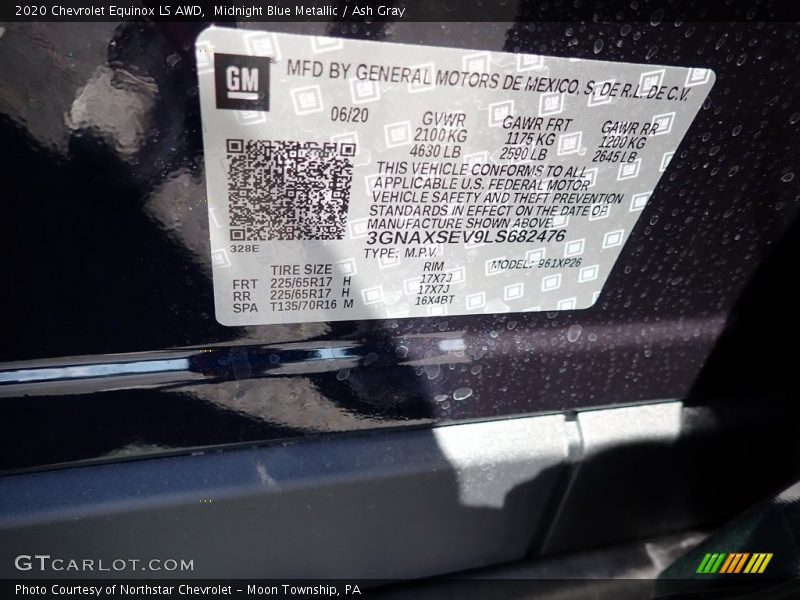 2020 Chevrolet Equinox LS AWD, Midnight Blue Metallic / Ash Gray
GM
MFD BY GENERAL MOTORS DE MEXICO, S. DE R.L. DE C.V.
06/20
GVWR GAWR FRT GAWR RR
2100 KG 1175 KG 1200 KG
4630 LB 2590 LB 2645 LB
THIS VEHICLE CONFORMS TO ALL
APPLICABLE U.S. FEDERAL MOTOR
VEHICLE SAFETY AND THEFT PREVENTION
STANDARDS IN EFFECT ON THE DATE OF
MANUFACTURE SHOWN ABOVE.
3GNAXSEV9LS682476
328E
TYPE: M.P.V. MODEL: 961XP26
TIRE SIZE RIM
FRT 225/65R17 H 17X7J
RR 225/65R17 H 17X7J
SPA T135/70R16 M 16X4BT
GTCARLOT.COM
Photo Courtesy of Northstar Chevrolet - Moon Township, PA